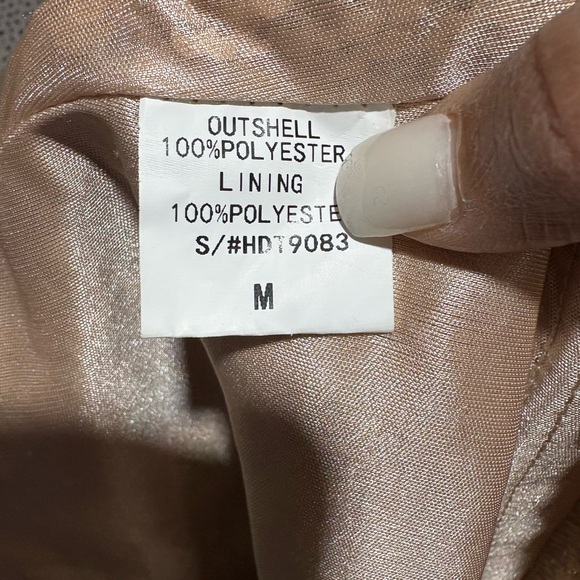 OUTSHELL
100%POLYESTER
LINING
100%POLYESTE
S/#HDT9083
M